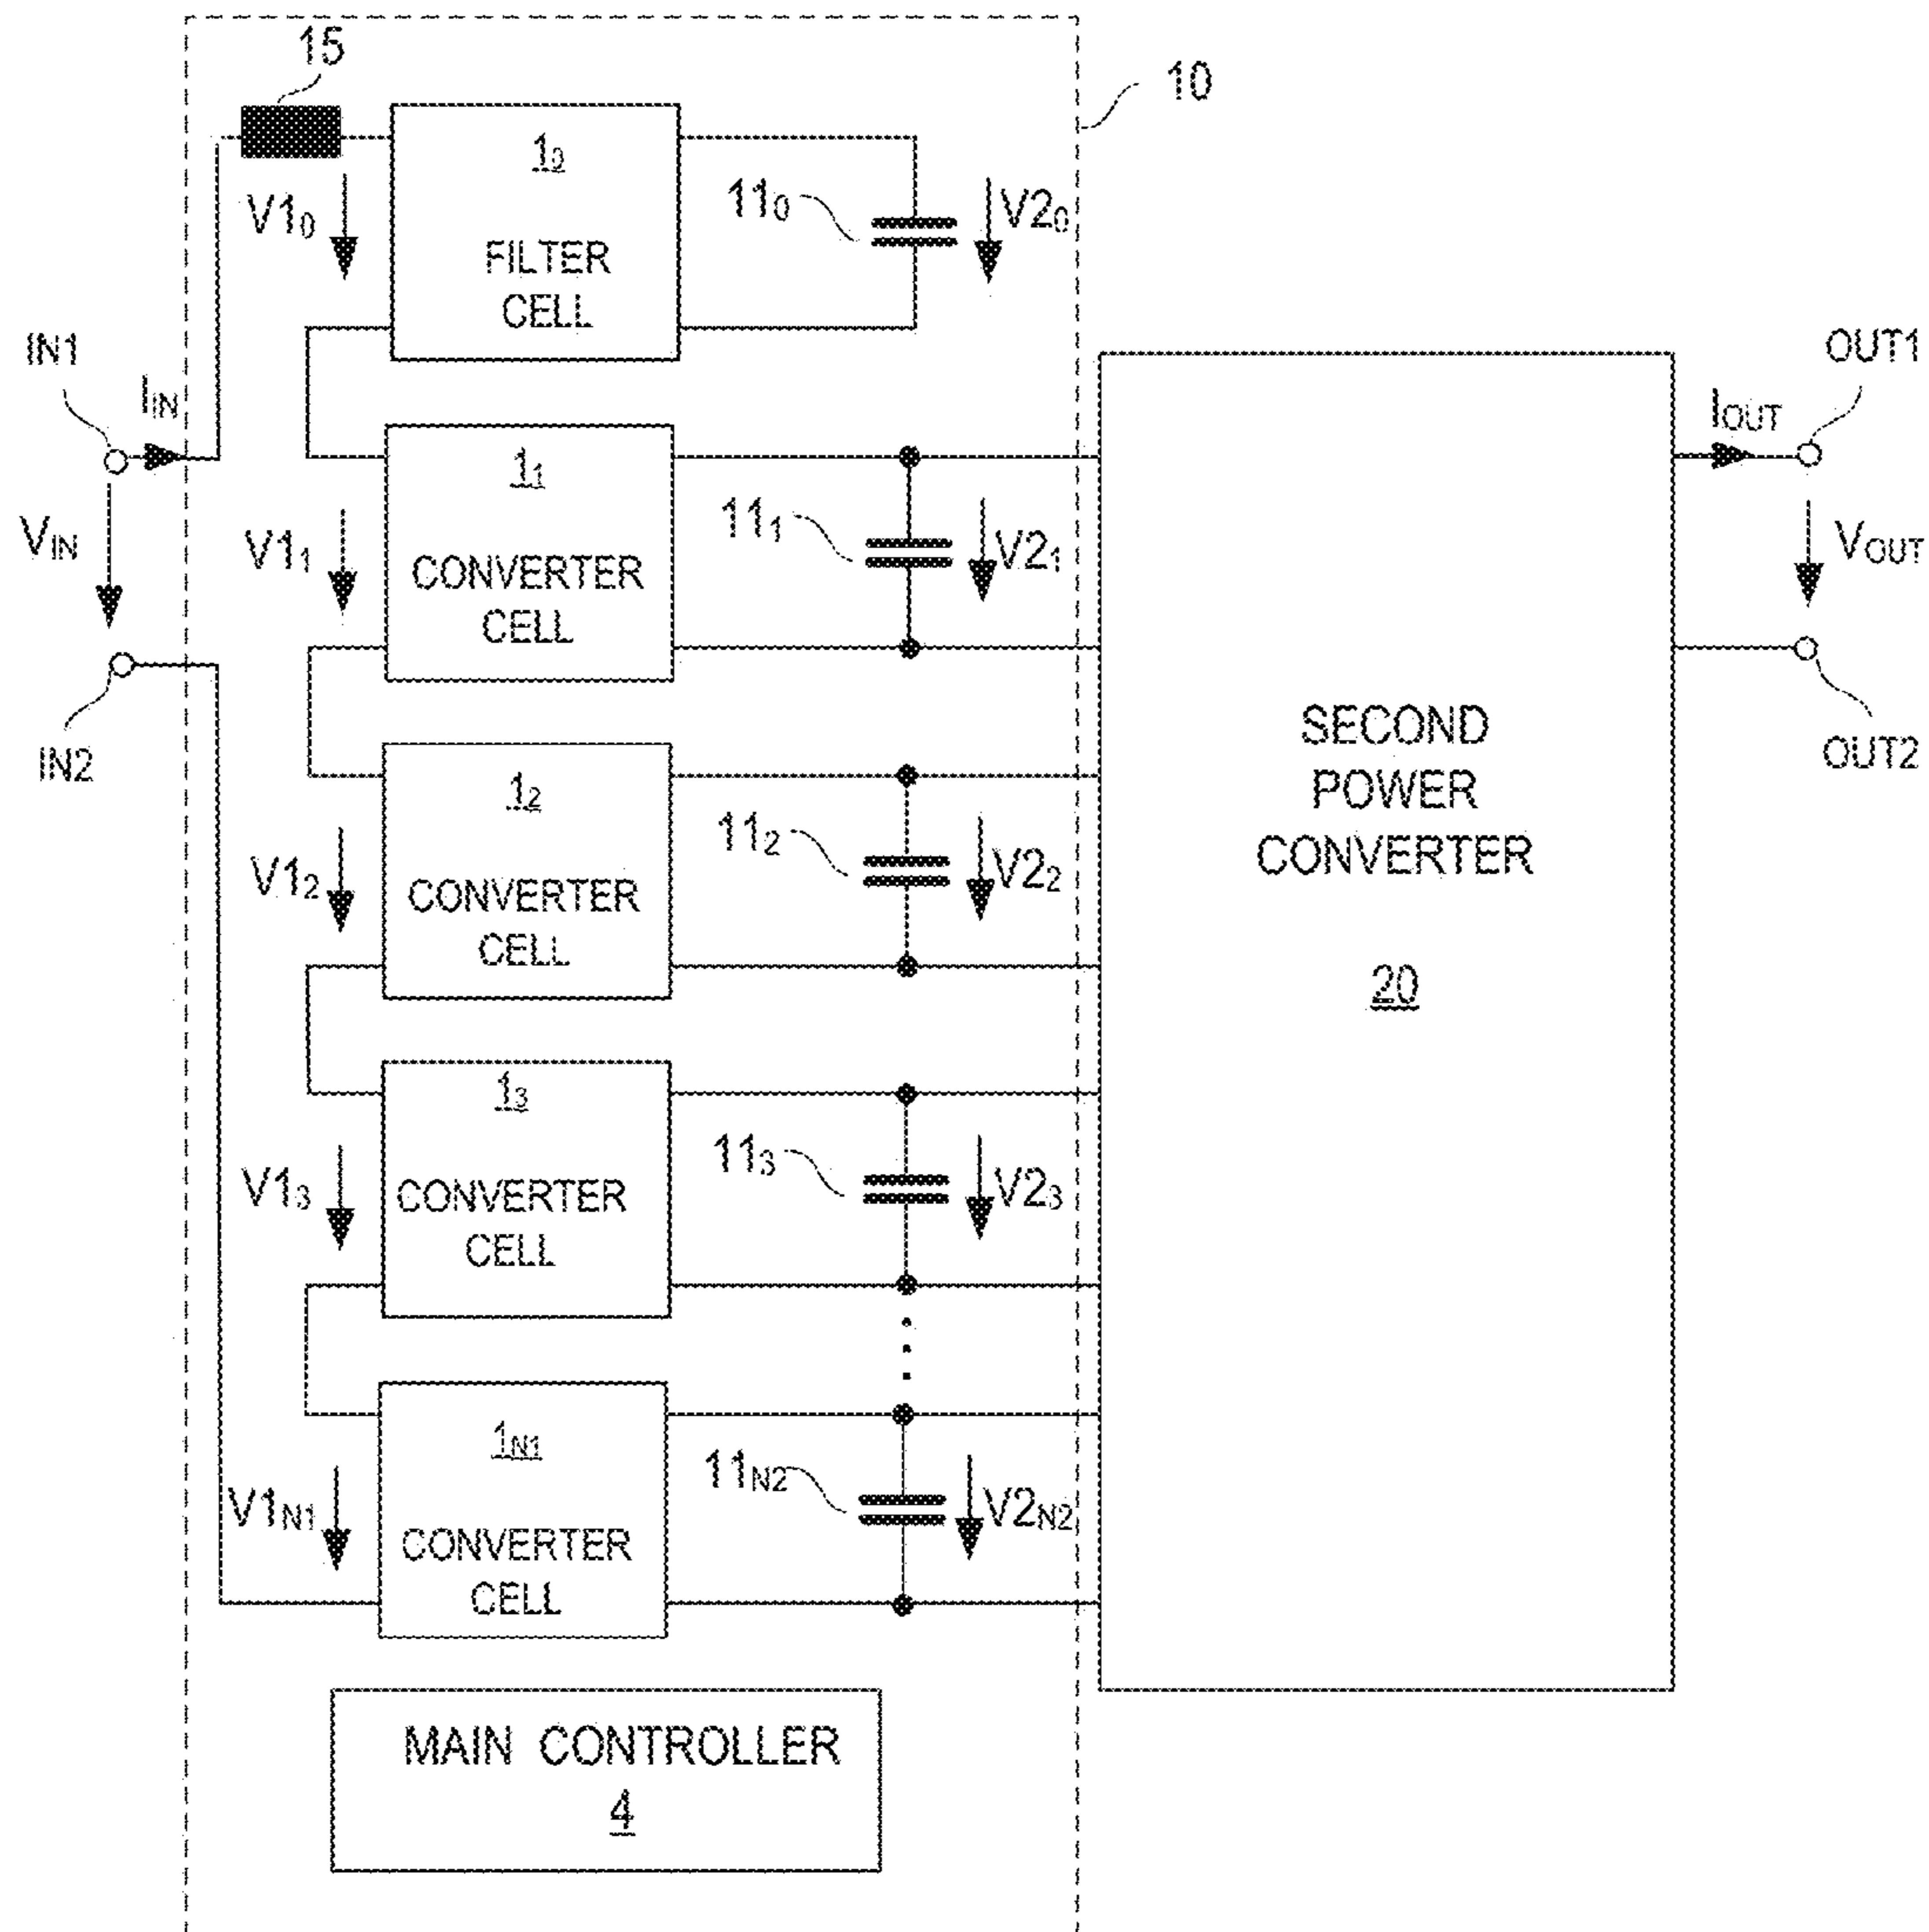 15
10
1₀
V1₀
11₀
V2₀
FILTER
CELL
IN1
I_IN
OUT1
I_OUT
1₁
V_IN
V1₁
11₁
V2₁
V_OUT
CONVERTER
CELL
IN2
OUT2
SECOND
POWER
CONVERTER
20
1₂
V1₂
11₂
V2₂
CONVERTER
CELL
1₃
V1₃
11₃
V2₃
CONVERTER
CELL
1_N1
V1_N1
11_N2
V2_N2
CONVERTER
CELL
MAIN CONTROLLER
4